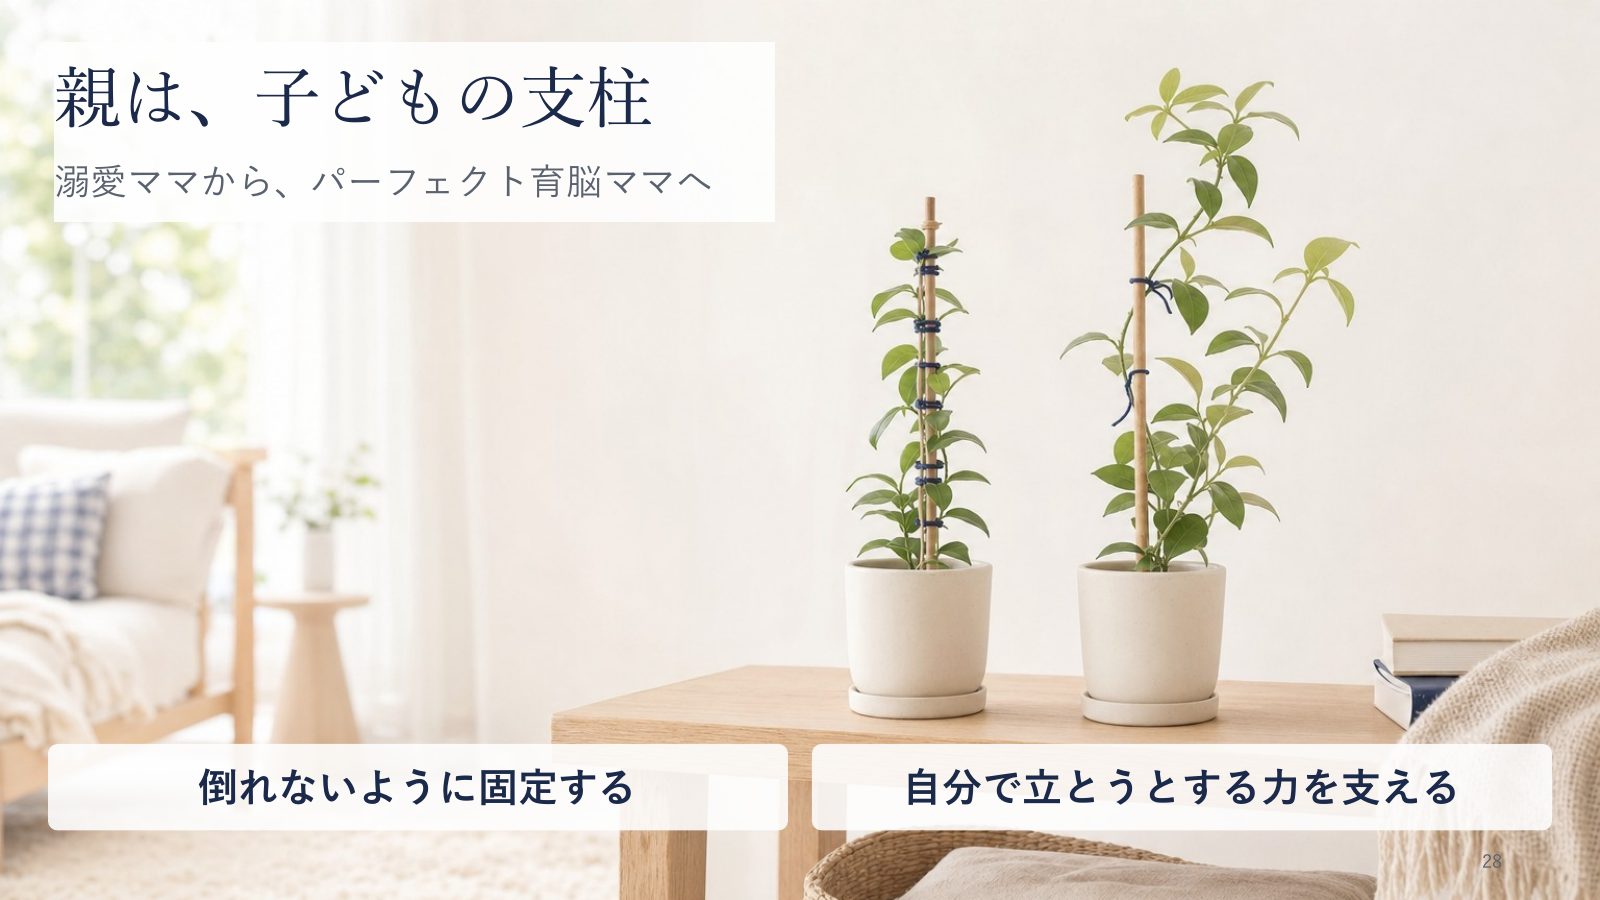 親は、子どもの支柱
溺愛ママから、パーフェクト育脳ママへ
倒れないように固定する
自分で立とうとする力を支える
28